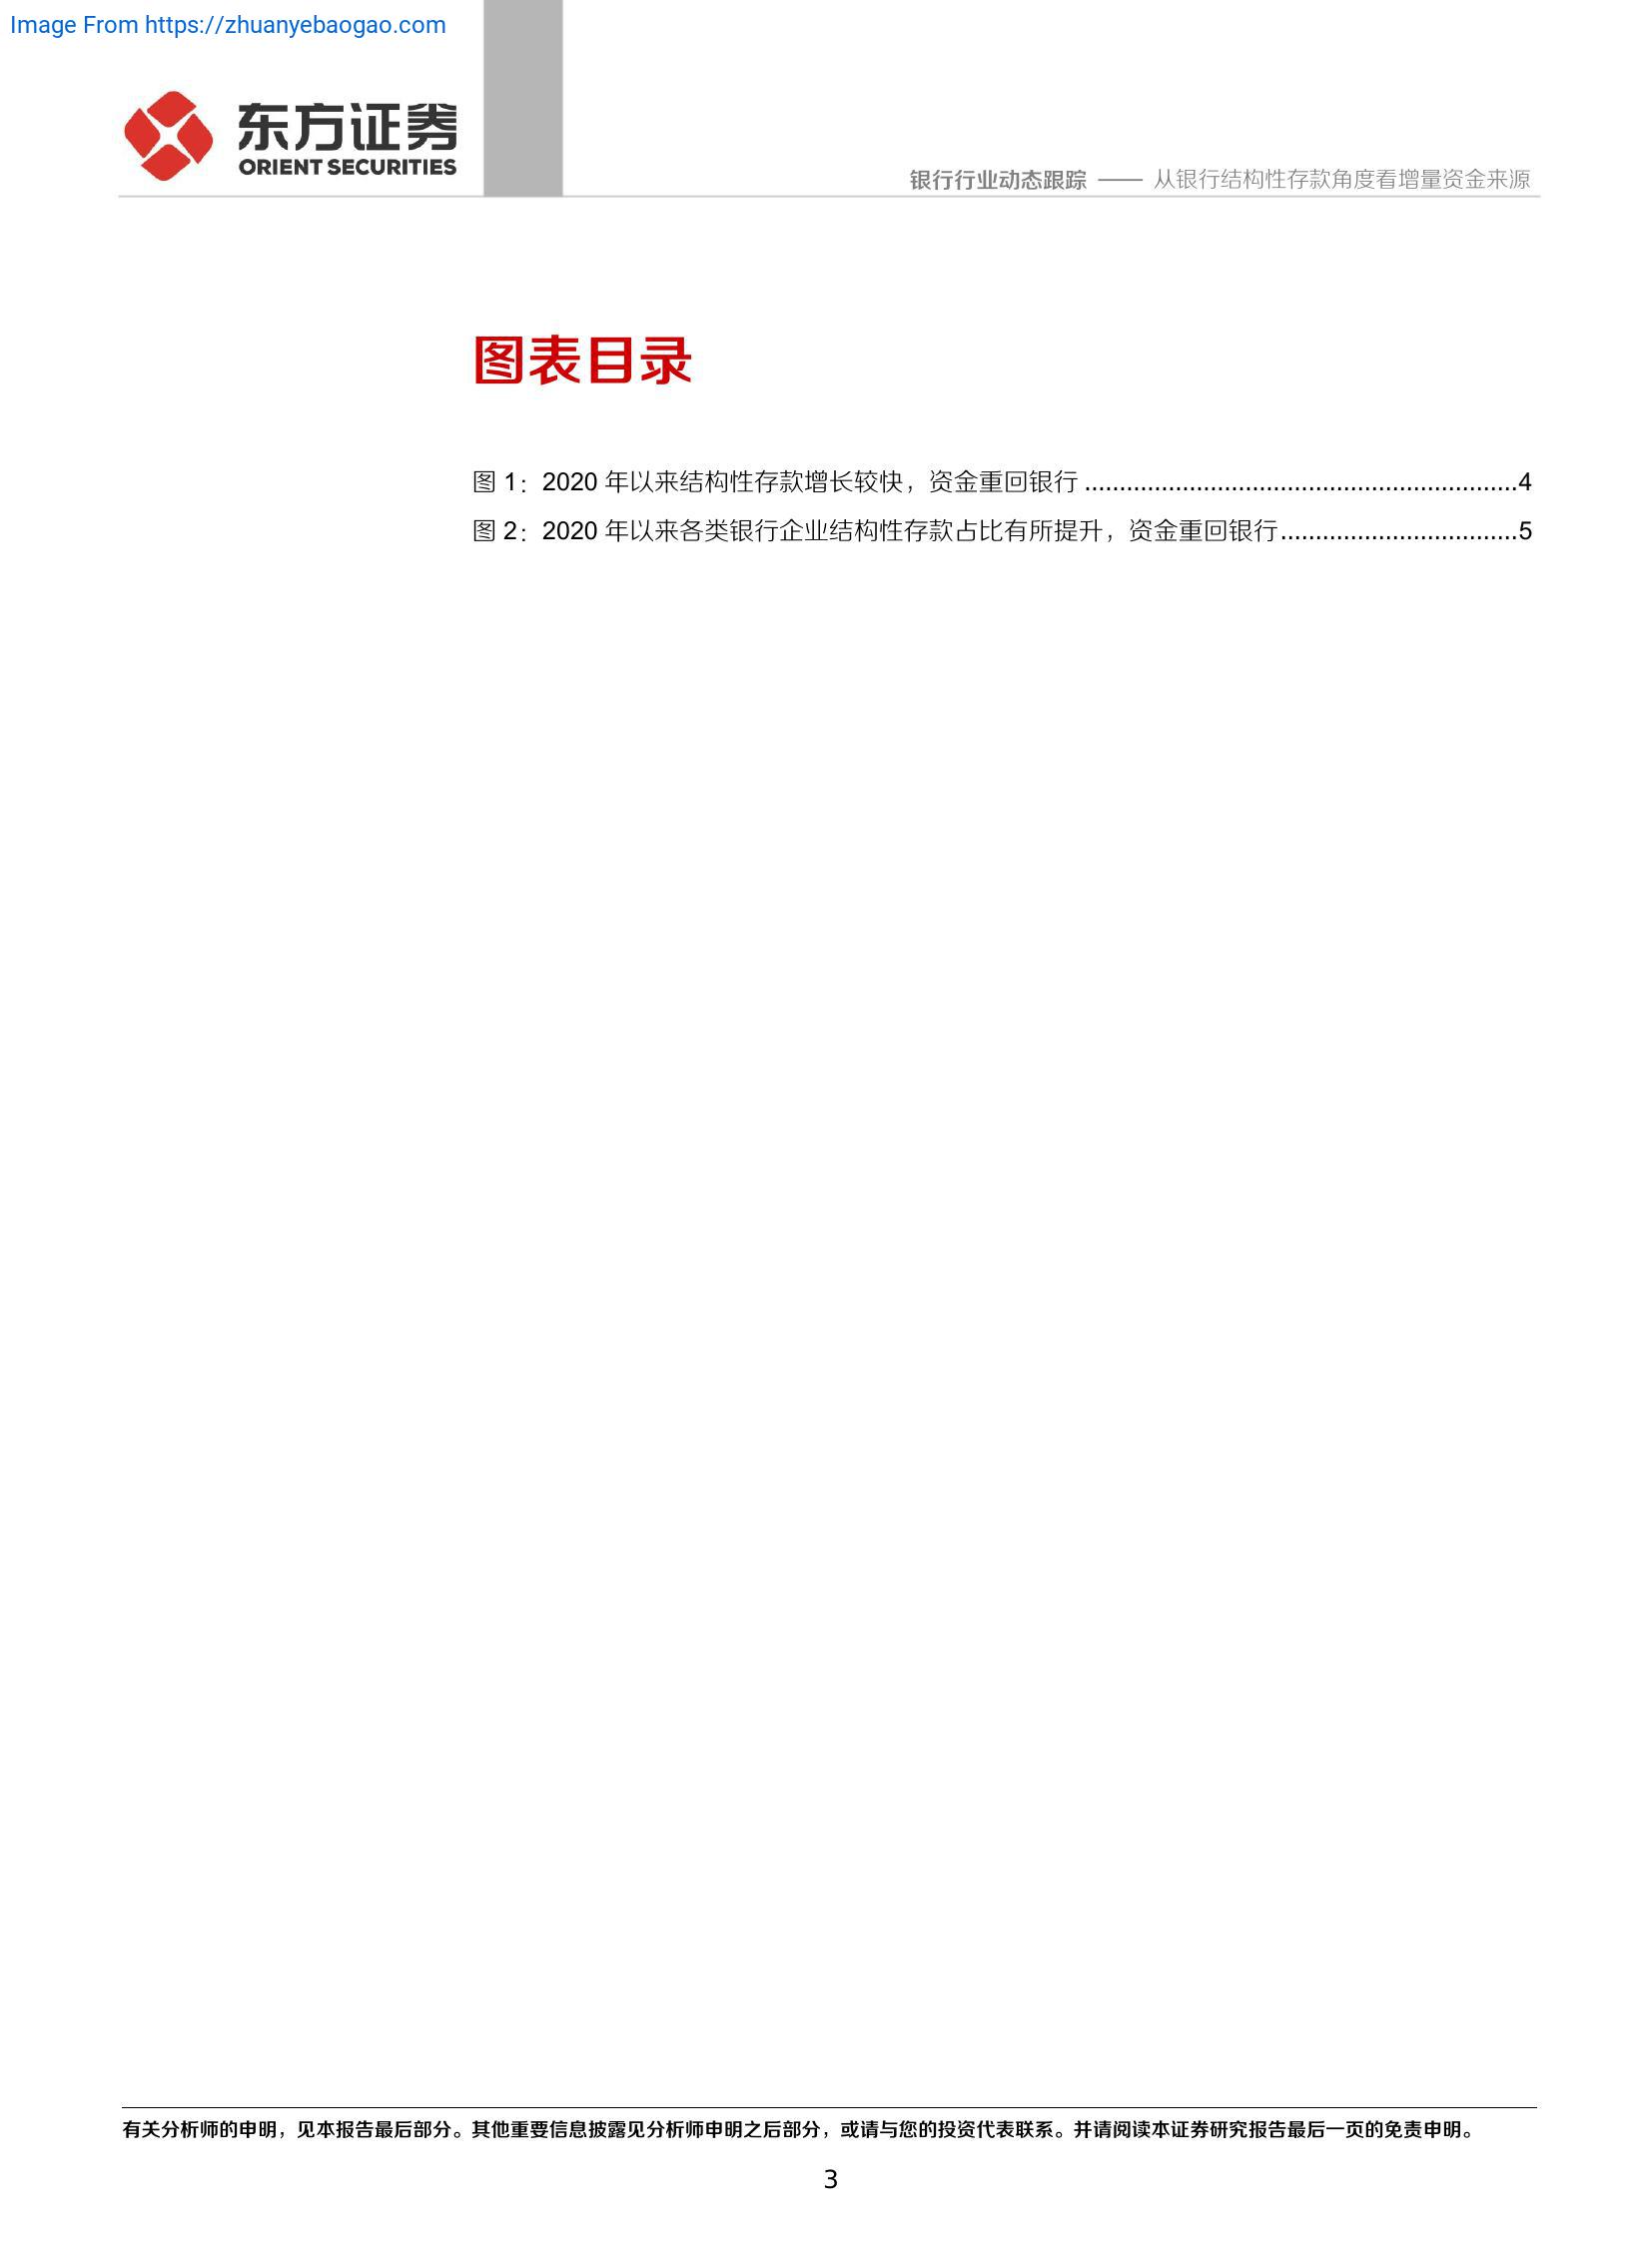 Image From https://zhuanyebaogao.com
东方证券
ORIENT SECURITIES
银行行业动态跟踪 —— 从银行结构性存款角度看增量资金来源
图表目录
图 1：2020 年以来结构性存款增长较快，资金重回银行 ..............................................................4
图 2：2020 年以来各类银行企业结构性存款占比有所提升，资金重回银行..................................5
有关分析师的申明，见本报告最后部分。其他重要信息披露见分析师申明之后部分，或请与您的投资代表联系。并请阅读本证券研究报告最后一页的免责申明。
3